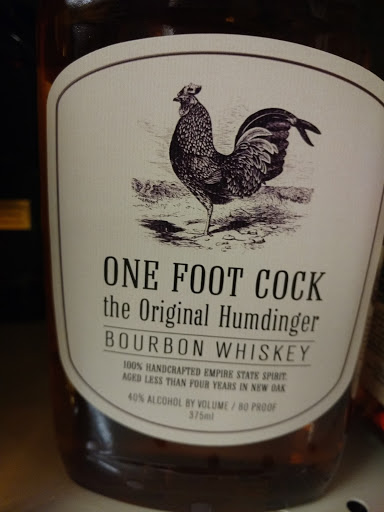 ONE FOOT COCK
the Original Humdinger
BOURBON WHISKEY
100% HANDCRAFTED EMPIRE STATE SPIRIT.
AGED LESS THAN FOUR YEARS IN NEW OAK
40% ALCOHOL BY VOLUME / 80 PROOF
375ml